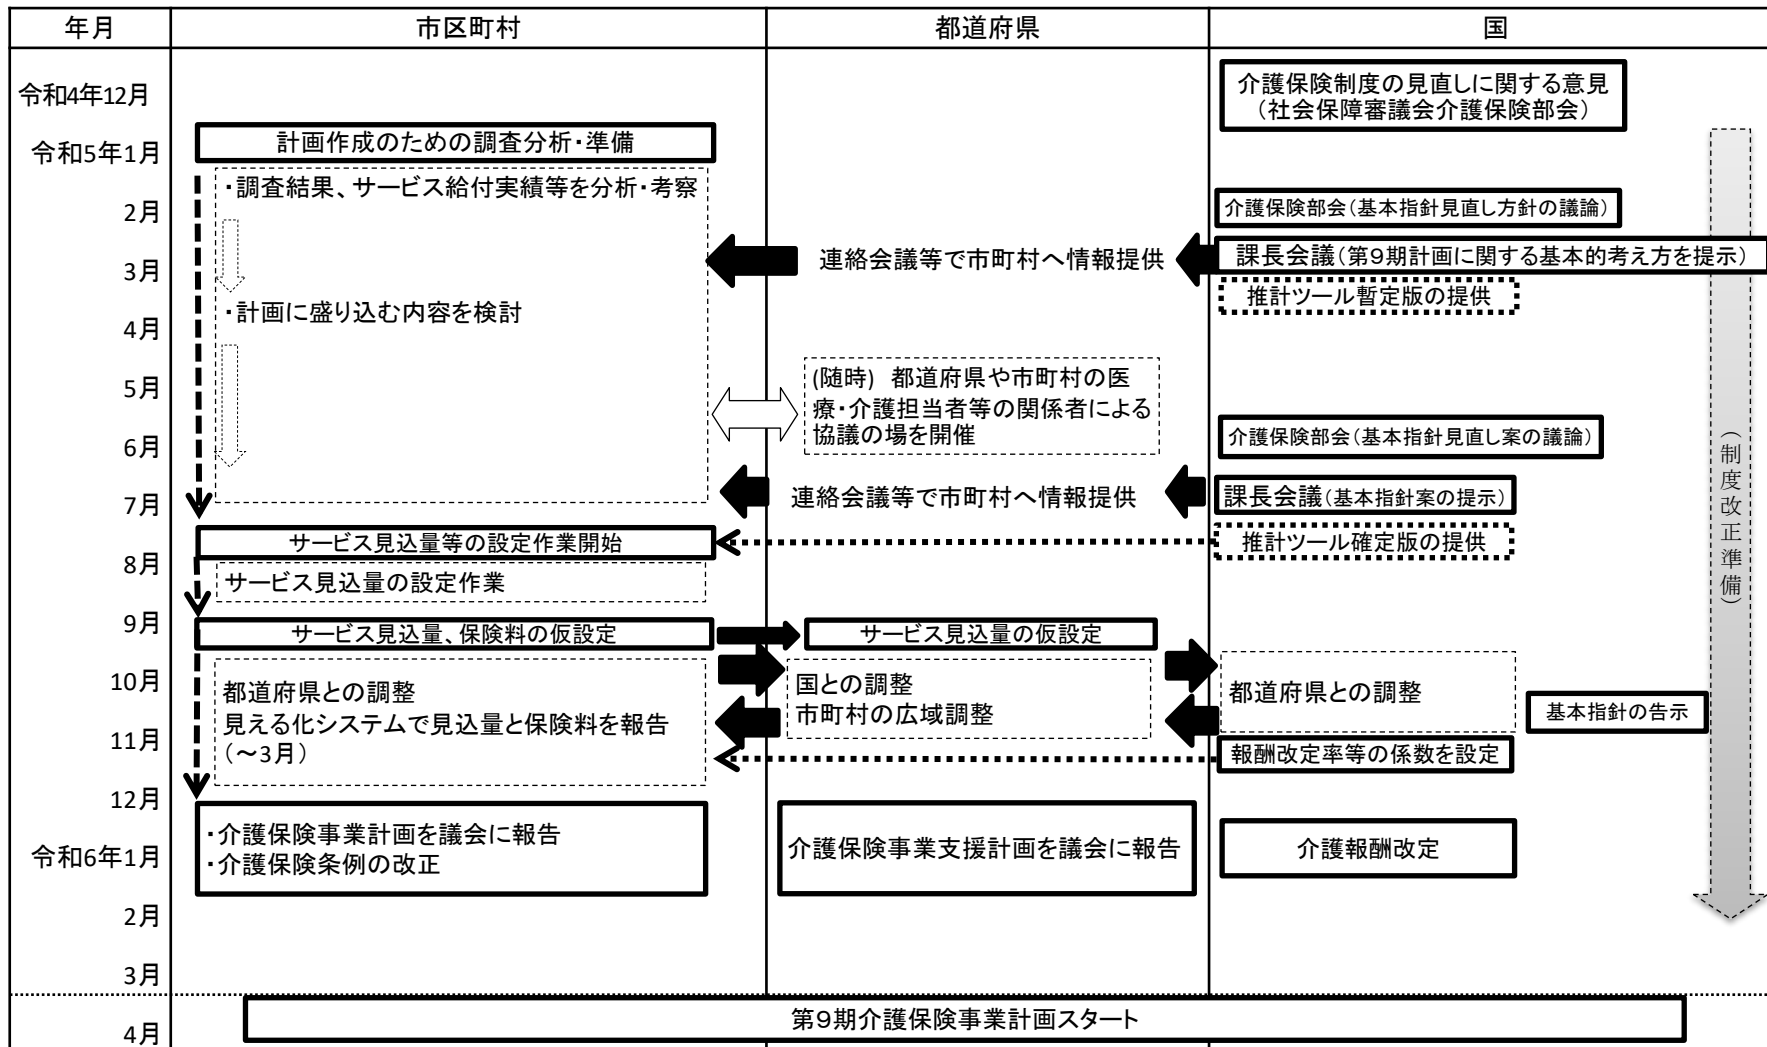 年月
市区町村
都道府県
国
令和4年12月
介護保険制度の見直しに関する意見
（社会保障審議会介護保険部会）
令和5年1月
計画作成のための調査分析・準備
・調査結果、サービス給付実績等を分析・考察
2月
介護保険部会（基本指針見直し方針の議論）
3月
連絡会議等で市町村へ情報提供
課長会議（第９期計画に関する基本的考え方を提示）
推計ツール暫定版の提供
・計画に盛り込む内容を検討
4月
5月
(随時)　都道府県や市町村の医
療・介護担当者等の関係者による
協議の場を開催
6月
介護保険部会（基本指針見直し案の議論）
7月
連絡会議等で市町村へ情報提供
課長会議（基本指針案の提示）
サービス見込量等の設定作業開始
推計ツール確定版の提供
8月
サービス見込量の設定作業
（制度改正準備）
9月
サービス見込量、保険料の仮設定
サービス見込量の仮設定
10月
都道府県との調整
見える化システムで見込量と保険料を報告
（～3月）
国との調整
市町村の広域調整
都道府県との調整
基本指針の告示
11月
報酬改定率等の係数を設定
12月
・介護保険事業計画を議会に報告
・介護保険条例の改正
介護保険事業支援計画を議会に報告
介護報酬改定
令和6年1月
2月
3月
4月
第９期介護保険事業計画スタート